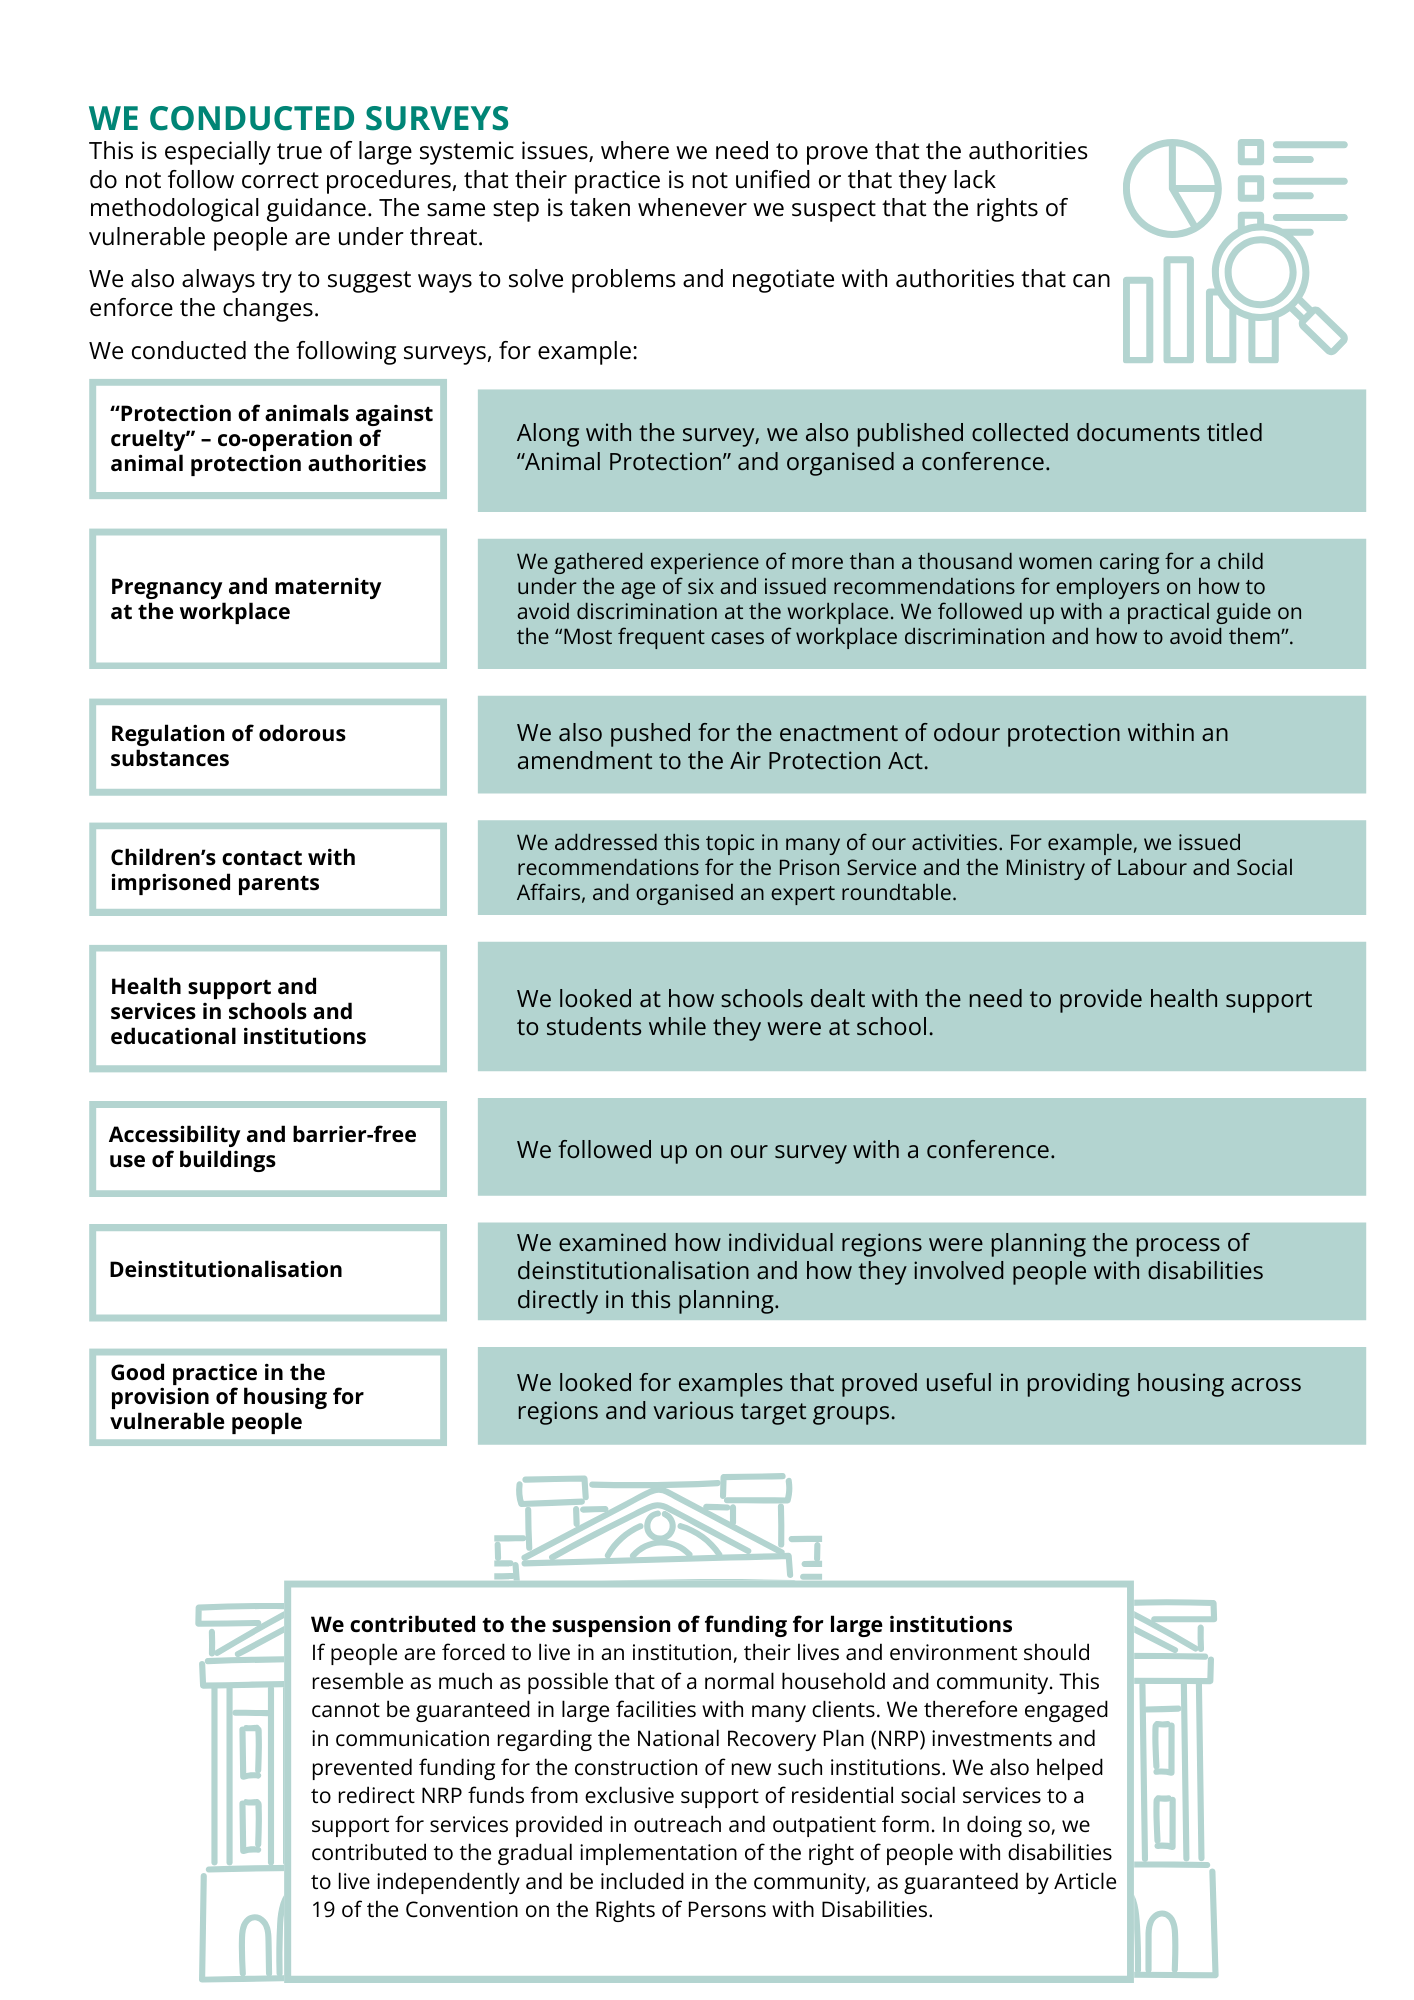 WE CONDUCTED SURVEYS
This is especially true of large systemic issues, where we need to prove that the authorities
do not follow correct procedures, that their practice is not unified or that they lack
methodological guidance. The same step is taken whenever we suspect that the rights of
vulnerable people are under threat.
We also always try to suggest ways to solve problems and negotiate with authorities that can
enforce the changes.
We conducted the following surveys, for example:
“Protection of animals against
cruelty” – co-operation of
animal protection authorities
Along with the survey, we also published collected documents titled
“Animal Protection” and organised a conference.
Pregnancy and maternity
at the workplace
We gathered experience of more than a thousand women caring for a child
under the age of six and issued recommendations for employers on how to
avoid discrimination at the workplace. We followed up with a practical guide on
the “Most frequent cases of workplace discrimination and how to avoid them”.
Regulation of odorous
substances
We also pushed for the enactment of odour protection within an
amendment to the Air Protection Act.
Children’s contact with
imprisoned parents
We addressed this topic in many of our activities. For example, we issued
recommendations for the Prison Service and the Ministry of Labour and Social
Affairs, and organised an expert roundtable.
Health support and
services in schools and
educational institutions
We looked at how schools dealt with the need to provide health support
to students while they were at school.
Accessibility and barrier-free
use of buildings
We followed up on our survey with a conference.
Deinstitutionalisation
We examined how individual regions were planning the process of
deinstitutionalisation and how they involved people with disabilities
directly in this planning.
Good practice in the
provision of housing for
vulnerable people
We looked for examples that proved useful in providing housing across
regions and various target groups.
We contributed to the suspension of funding for large institutions
If people are forced to live in an institution, their lives and environment should
resemble as much as possible that of a normal household and community. This
cannot be guaranteed in large facilities with many clients. We therefore engaged
in communication regarding the National Recovery Plan (NRP) investments and
prevented funding for the construction of new such institutions. We also helped
to redirect NRP funds from exclusive support of residential social services to a
support for services provided in outreach and outpatient form. In doing so, we
contributed to the gradual implementation of the right of people with disabilities
to live independently and be included in the community, as guaranteed by Article
19 of the Convention on the Rights of Persons with Disabilities.